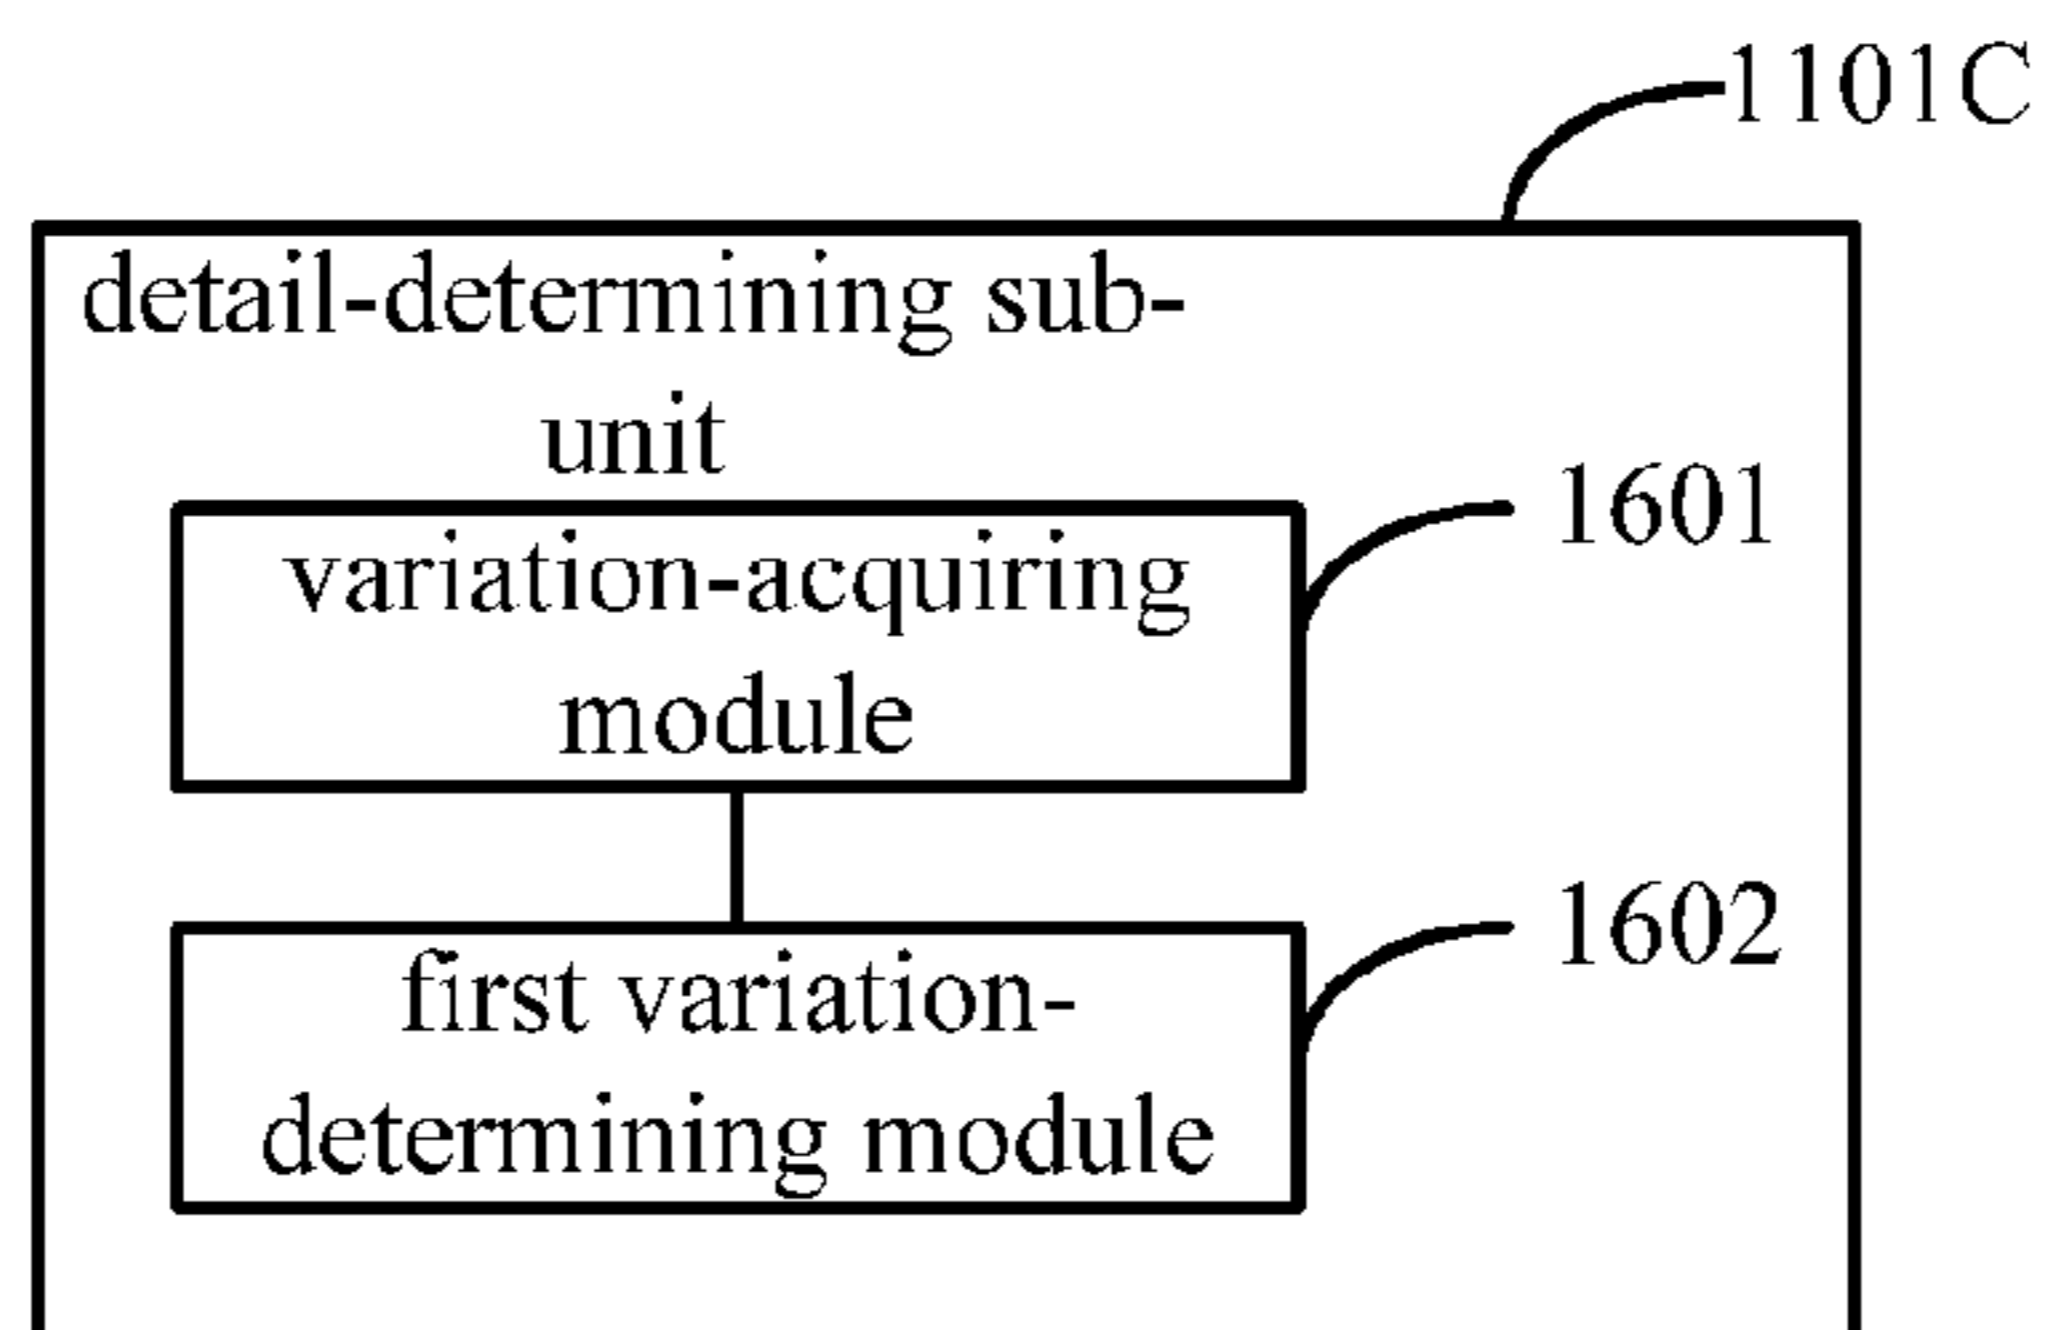 1101C
detail-determining sub-
unit
1601
variation-acquiring
module
1602
first variation-
determining module